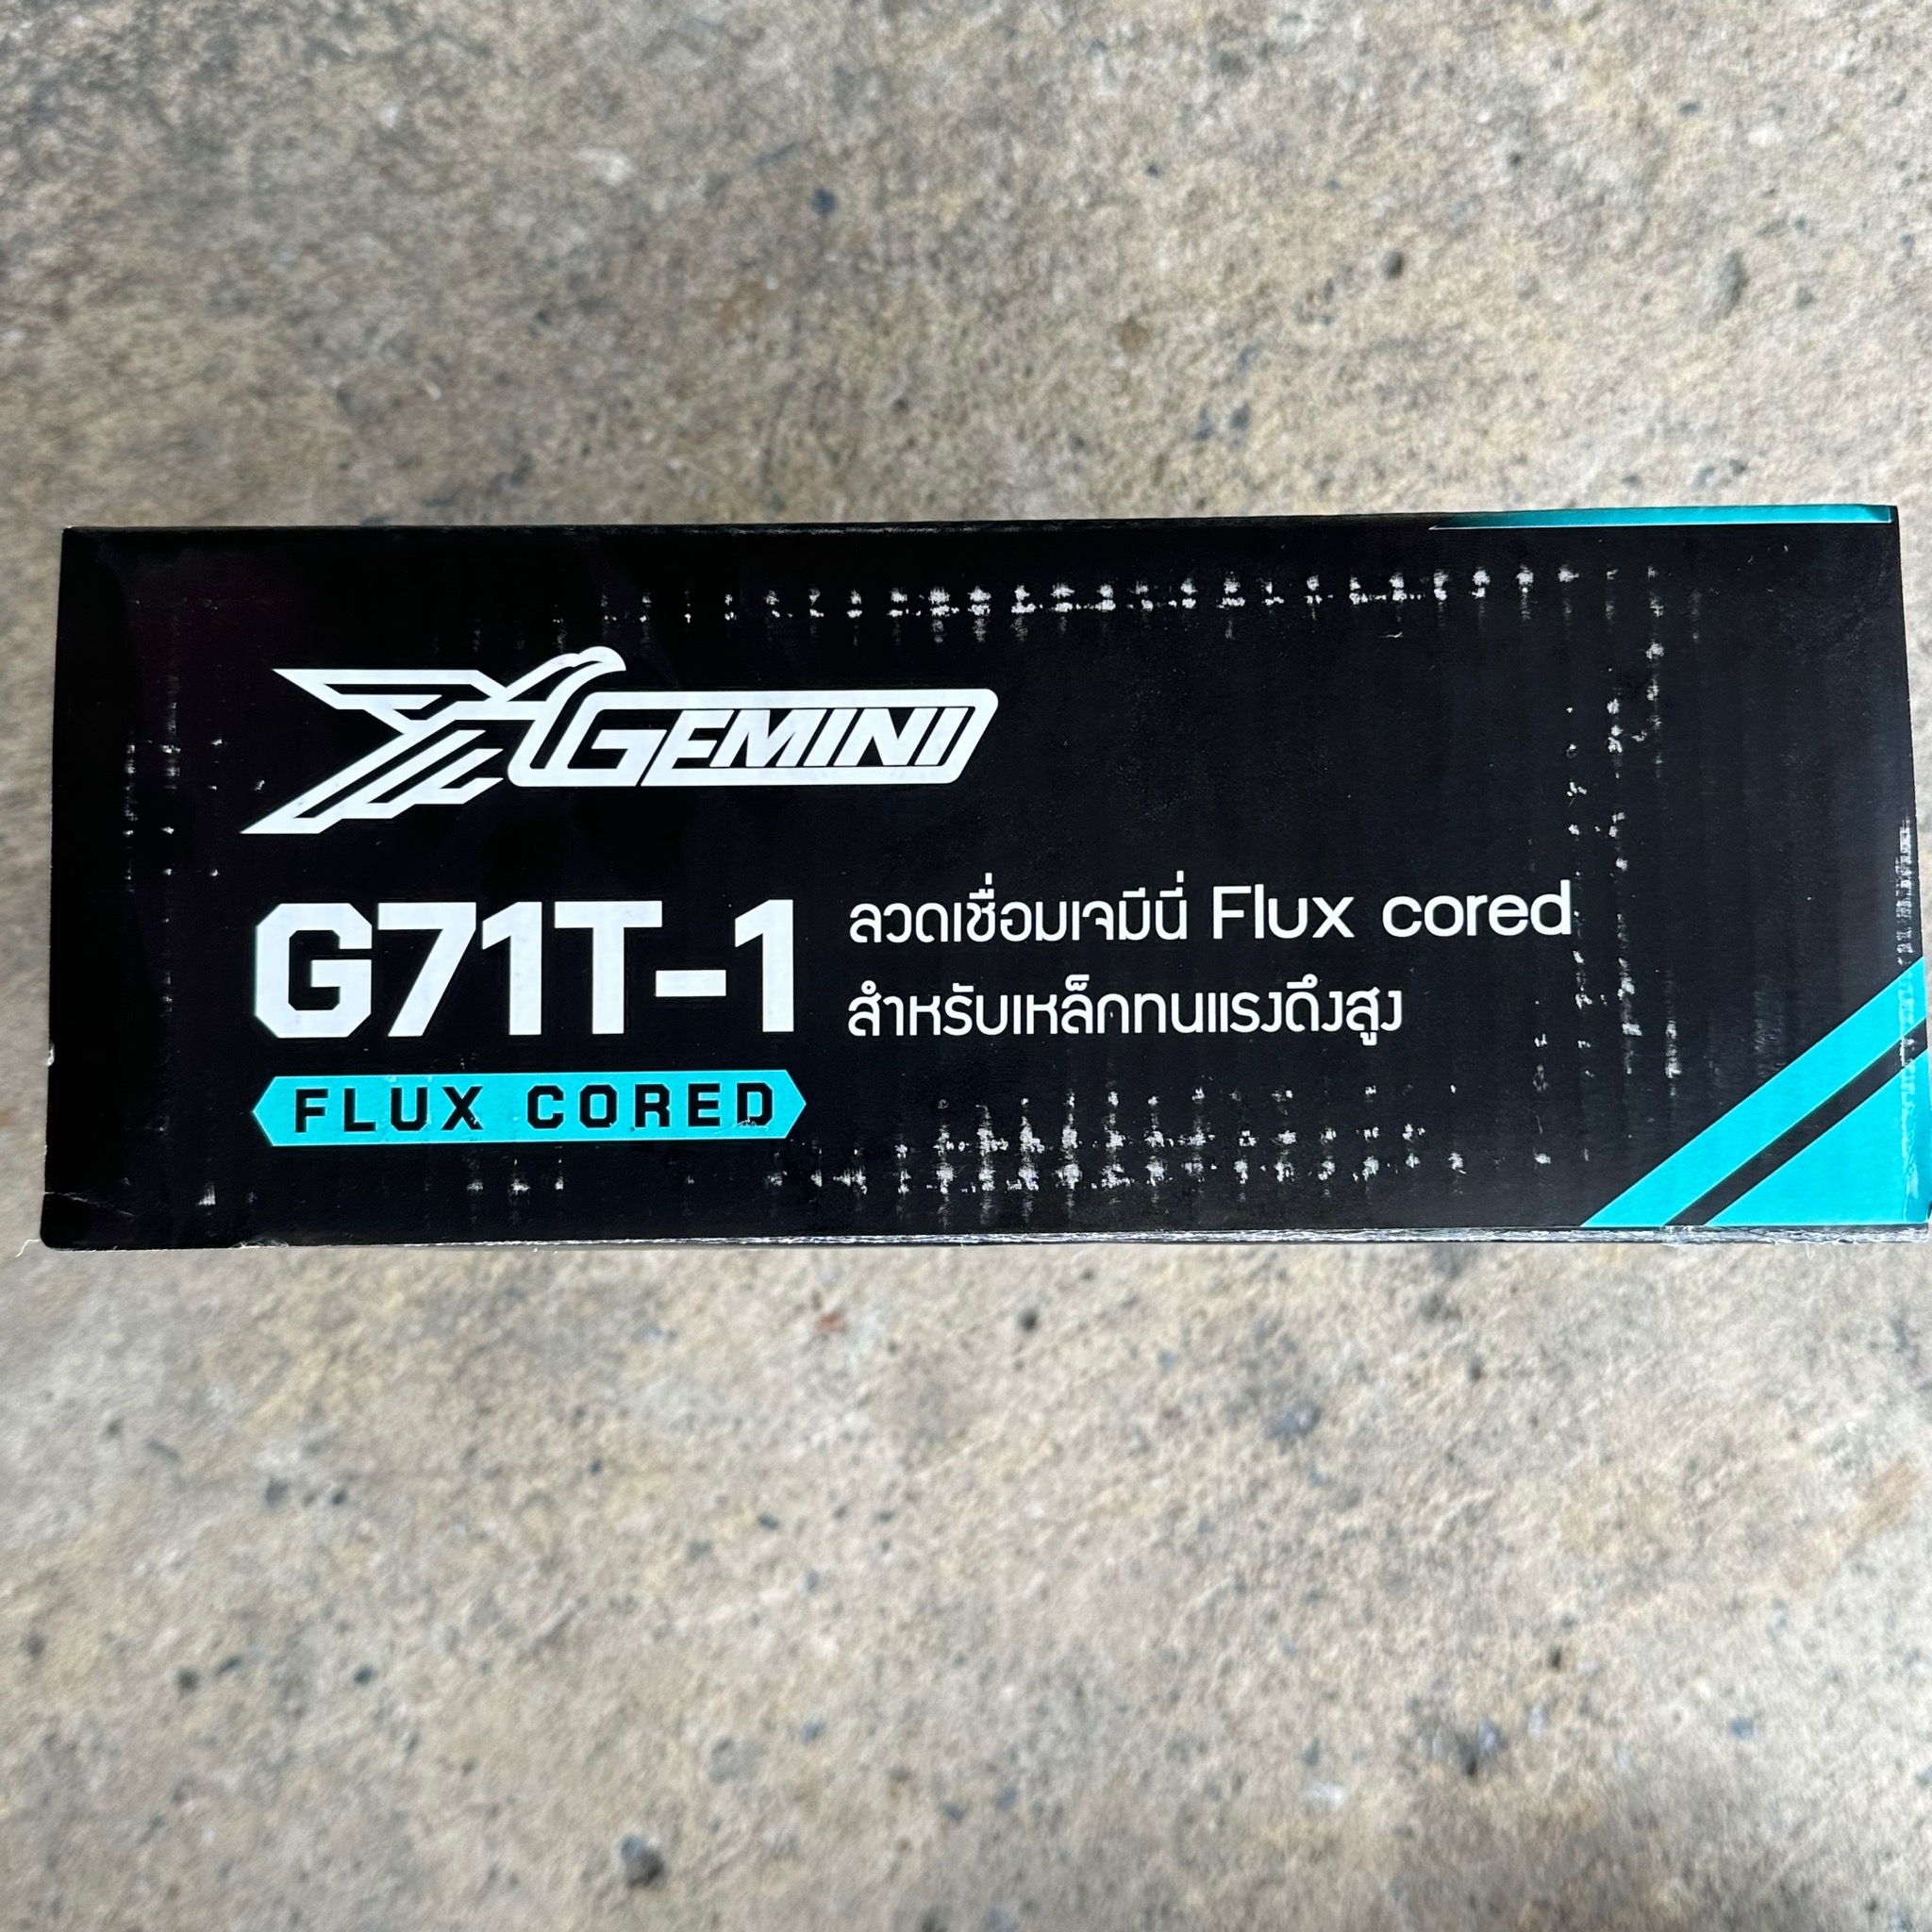 GEMINI
G71T-1
ลวดเชื่อมเจมีนี่ Flux cored
สำหรับเหล็กทนแรงดึงสูง
FLUX CORED